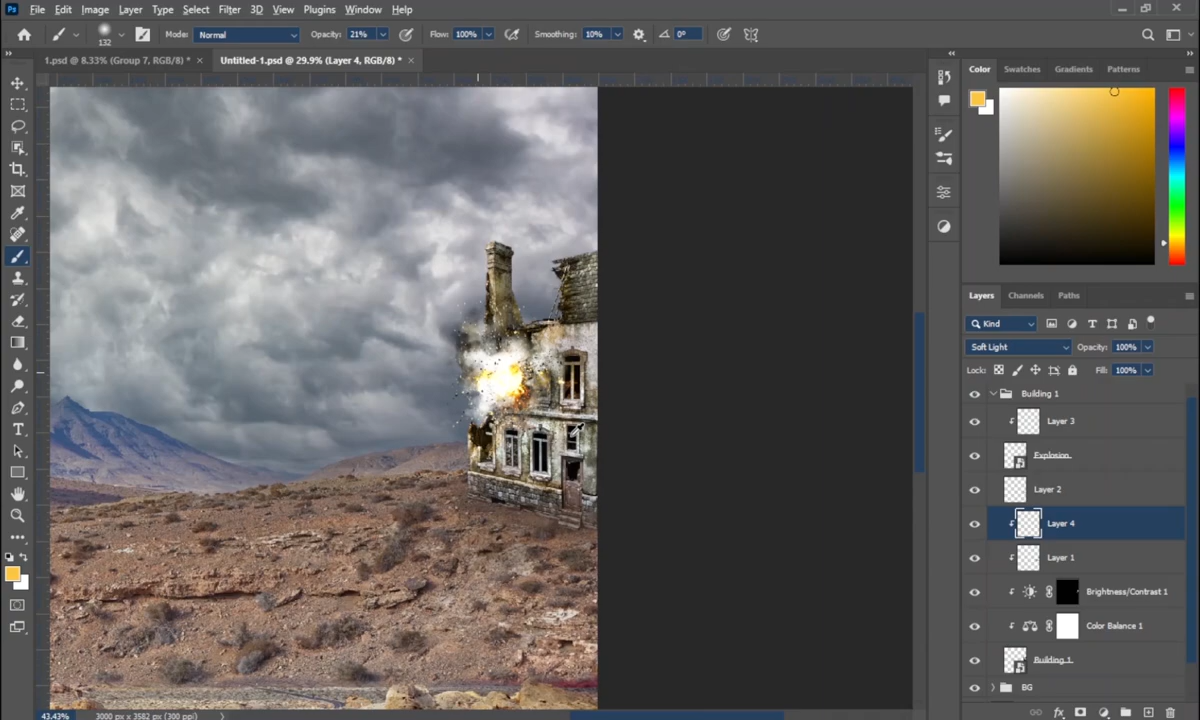 Ps File Edit Image Layer Type Select Filter 3D View Plugins Window Help
132 Mode: Normal Opacity: 21% Flow: 100% Smoothing: 10% 0°
1.psd @ 8.33% (Group 7, RGB/8) * × Untitled-1.psd @ 29.9% (Layer 4, RGB/8) * ×
Color Swatches Gradients Patterns
Layers Channels Paths
Kind
Soft Light Opacity: 100%
Lock: Fill: 100%
Building 1
Layer 3
Explosion
Layer 2
Layer 4
Layer 1
Brightness/Contrast 1
Color Balance 1
Building 1
BG
43.43% 3000 px x 3582 px (300 ppi)